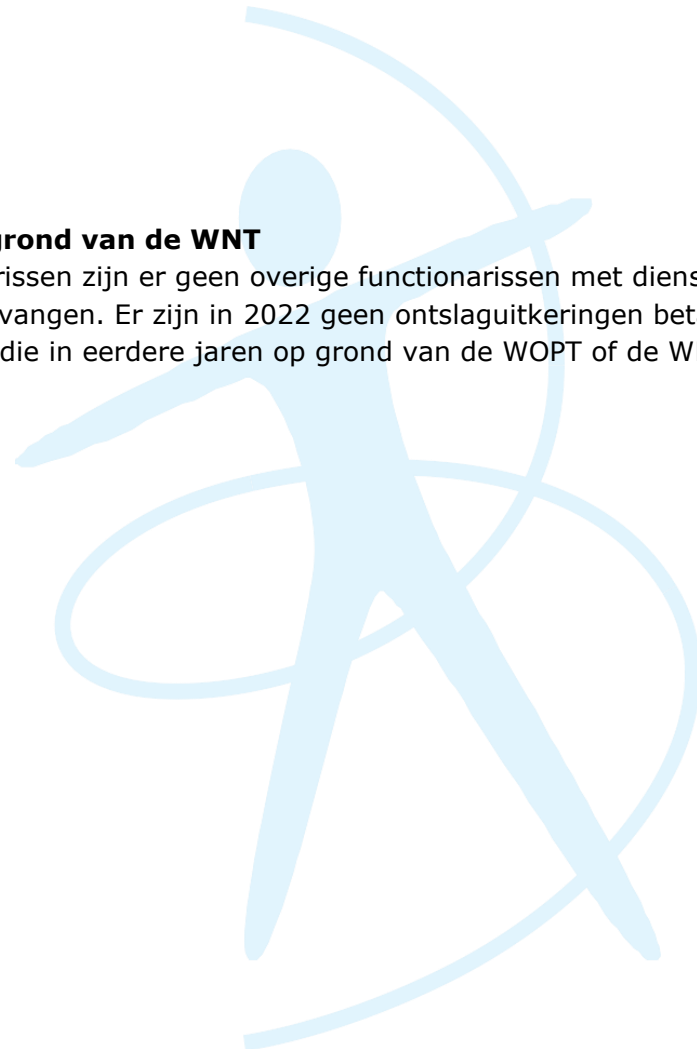 grond van de WNT
rissen zijn er geen overige functionarissen met diens
vangen. Er zijn in 2022 geen ontslaguitkeringen bet
die in eerdere jaren op grond van de WOPT of de W